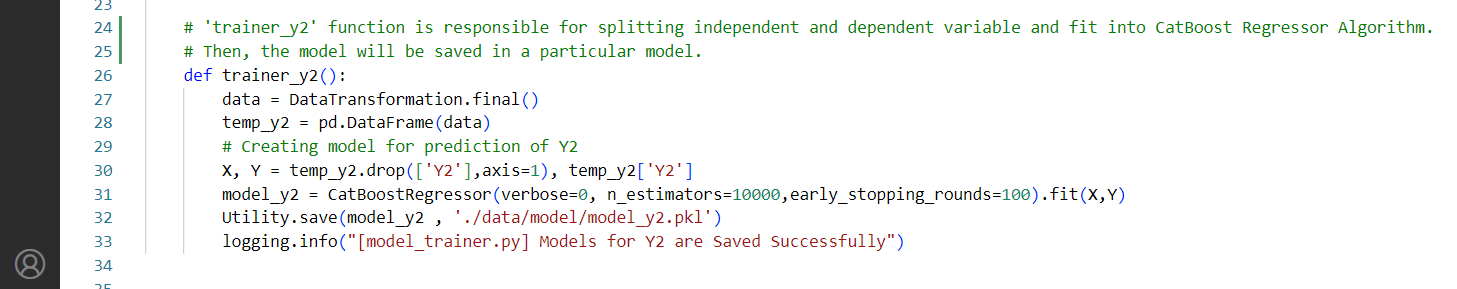 23
24 # 'trainer_y2' function is responsible for splitting independent and dependent variable and fit into CatBoost Regressor Algorithm.
25 # Then, the model will be saved in a particular model.
26 def trainer_y2():
27 data = DataTransformation.final()
28 temp_y2 = pd.DataFrame(data)
29 # Creating model for prediction of Y2
30 X, Y = temp_y2.drop(['Y2'],axis=1), temp_y2['Y2']
31 model_y2 = CatBoostRegressor(verbose=0, n_estimators=10000,early_stopping_rounds=100).fit(X,Y)
32 Utility.save(model_y2 , './data/model/model_y2.pkl')
33 logging.info("[model_trainer.py] Models for Y2 are Saved Successfully")
34
35